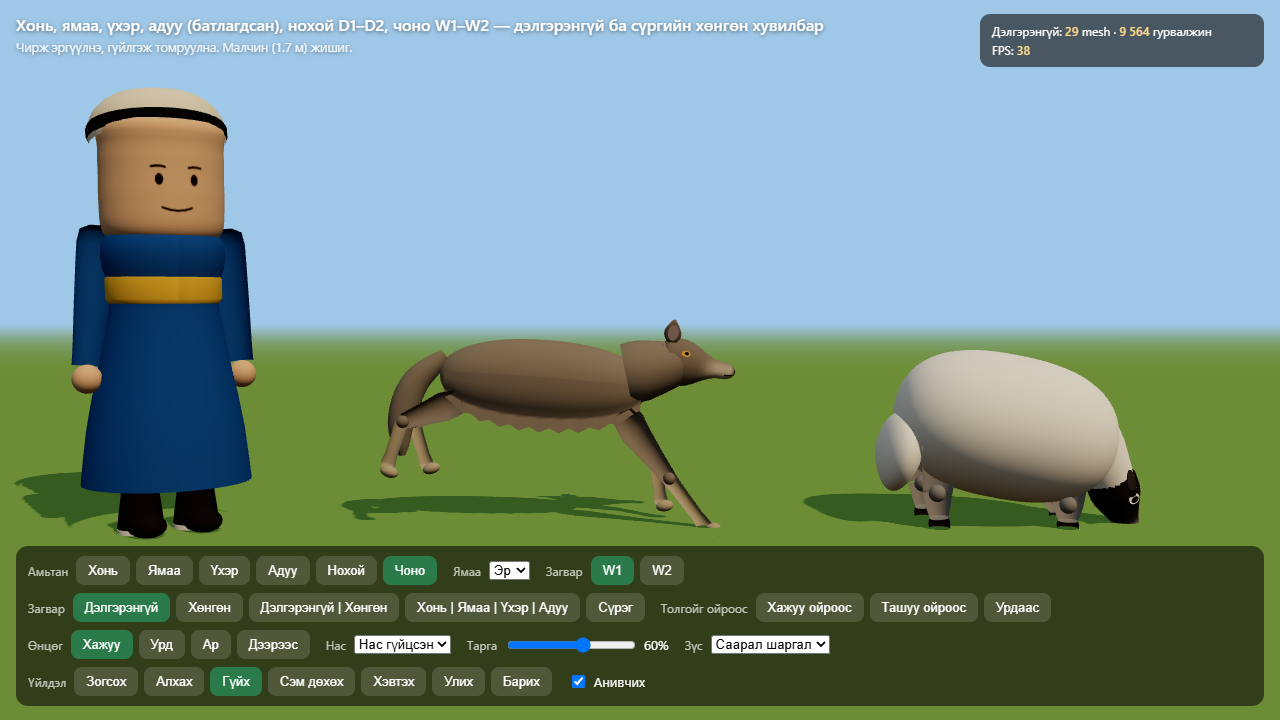 Хонь, ямаа, үхэр, адуу (батлагдсан), нохой D1–D2, чоно W1–W2 — дэлгэрэнгүй ба сүргийн хөнгөн хувилбар
Чирж эргүүлнэ, гүйлгэж томруулна. Малчин (1.7 м) жишиг.
Дэлгэрэнгүй: 29 mesh · 9 564 гурвалжин
FPS: 38
Амьтан Хонь Ямаа Үхэр Адуу Нохой Чоно Ямаа Эр Загвар W1 W2
Загвар Дэлгэрэнгүй Хөнгөн Дэлгэрэнгүй | Хөнгөн Хонь | Ямаа | Үхэр | Адуу Сүрэг Толгойг ойроос Хажуу ойроос Ташуу ойроос Урдаас
Өнцөг Хажуу Урд Ар Дээрээс Нас Нас гүйцсэн Тарга 60% Зүс Саарал шаргал
Үйлдэл Зогсох Алхах Гүйх Сэм дөхөх Хэвтэх Улих Барих Анивчих